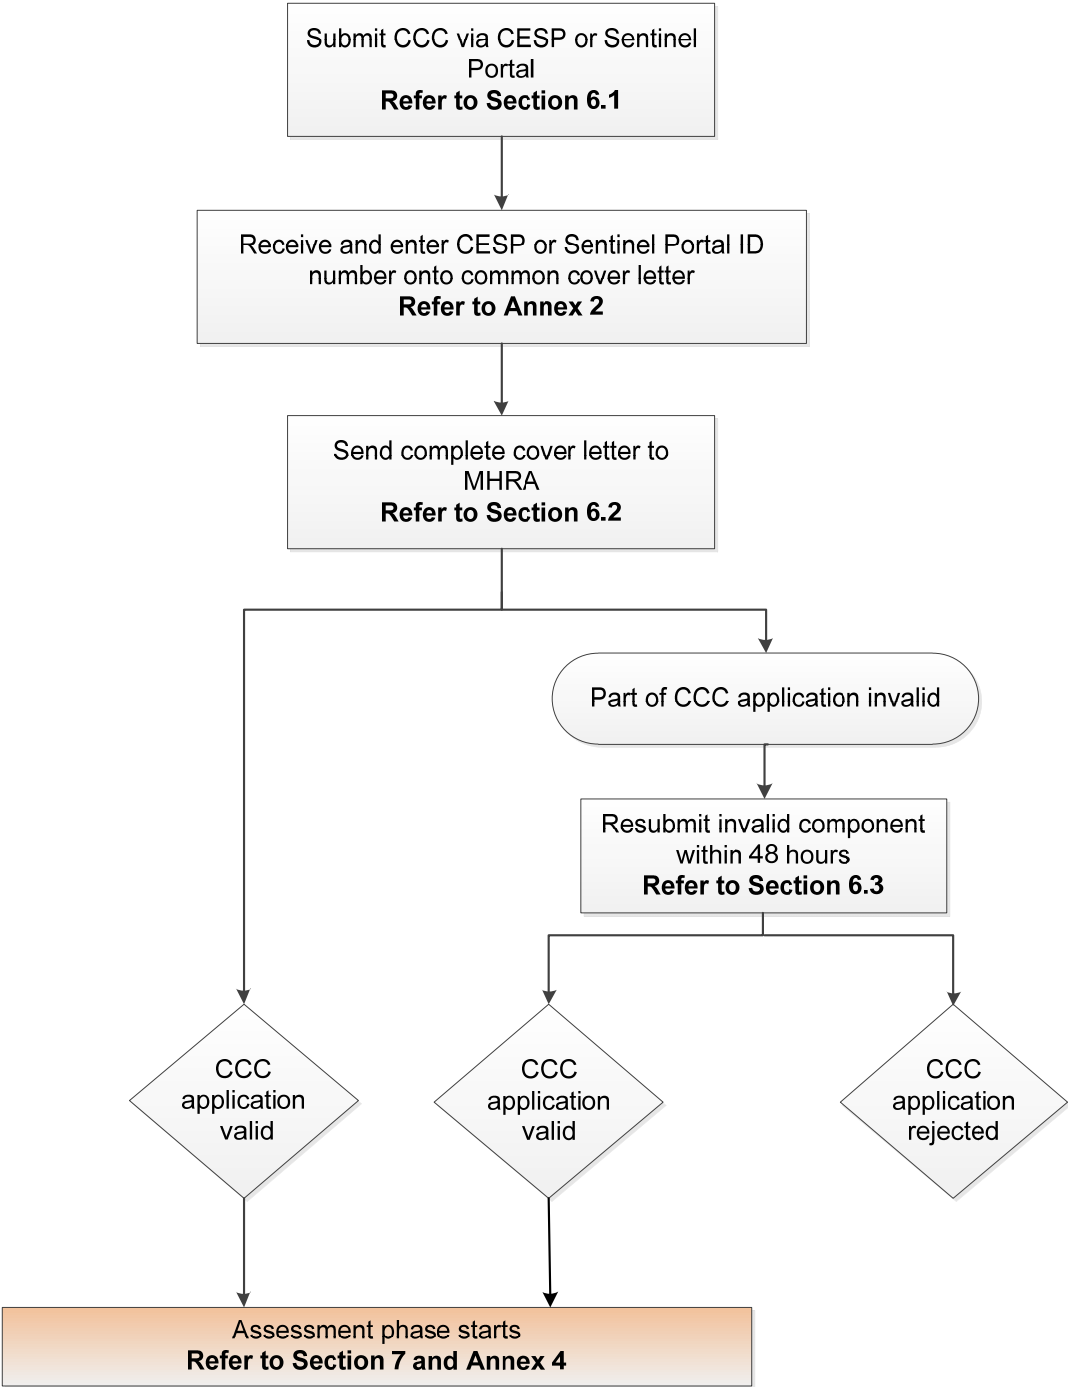 Submit CCC via CESP or Sentinel
Portal
Refer to Section 6.1
Receive and enter CESP or Sentinel Portal ID
number onto common cover letter
Refer to Annex 2
Send complete cover letter to
MHRA
Refer to Section 6.2
Part of CCC application invalid
Resubmit invalid component
within 48 hours
Refer to Section 6.3
CCC
application
valid
CCC
application
valid
CCC
application
rejected
Assessment phase starts
Refer to Section 7 and Annex 4